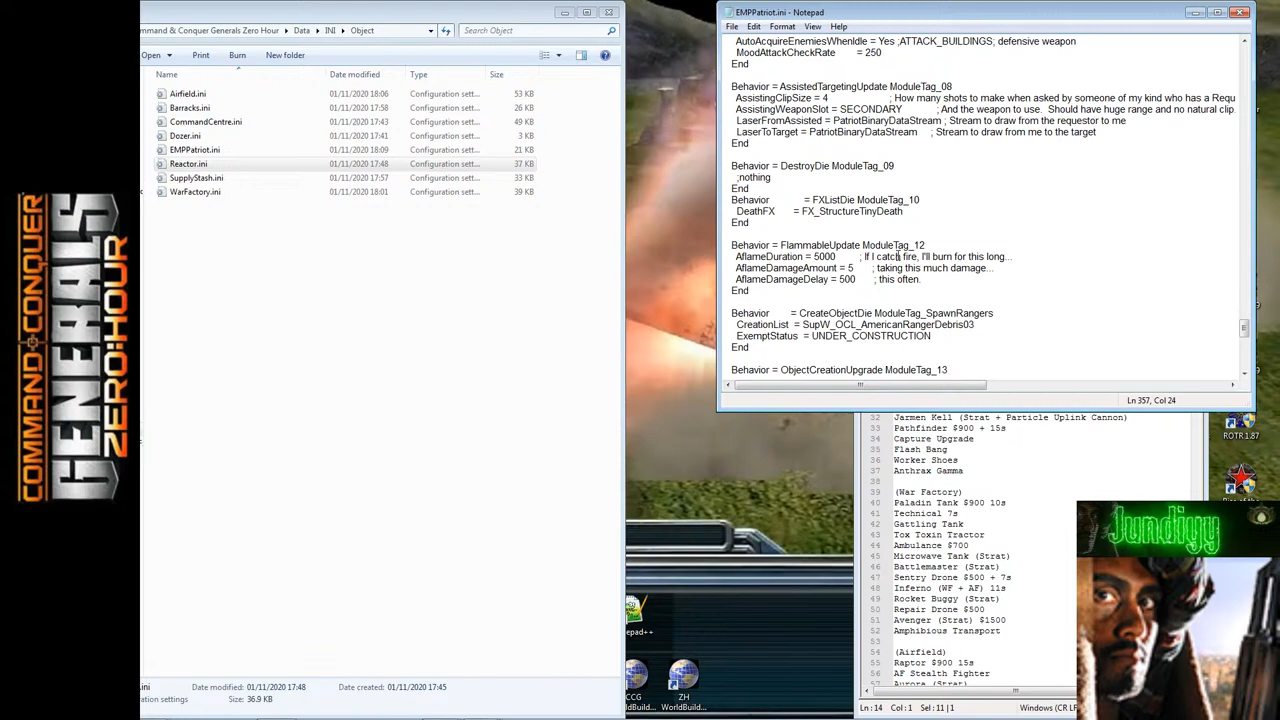 EMPPatriot.ini - Notepad
File Edit Format View Help
mmand & Conquer Generals Zero Hour Data INI Object
Search Object
Open Print Burn New folder
Name Date modified Type Size
Airfield.ini 01/11/2020 18:06 Configuration sett... 53 KB
Barracks.ini 01/11/2020 17:48 Configuration sett... 26 KB
CommandCentre.ini 01/11/2020 17:43 Configuration sett... 49 KB
Dozer.ini 01/11/2020 17:41 Configuration sett... 33 KB
EMPPatriot.ini 01/11/2020 18:09 Configuration sett... 21 KB
Reactor.ini 01/11/2020 17:48 Configuration sett... 37 KB
SupplyStash.ini 01/11/2020 17:57 Configuration sett... 33 KB
WarFactory.ini 01/11/2020 18:01 Configuration sett... 39 KB
.ini Date modified: 01/11/2020 17:48 Date created: 01/11/2020 17:45
ration settings Size: 36.9 KB
COMMAND & CONQUER
GENERALS
ZERO:HOUR
AutoAcquireEnemiesWhenIdle = Yes ;ATTACK_BUILDINGS; defensive weapon
MoodAttackCheckRate = 250
End
Behavior = AssistedTargetingUpdate ModuleTag_08
AssistingClipSize = 4 ; How many shots to make when asked by someone of my kind who has a Requ
AssistingWeaponSlot = SECONDARY ; And the weapon to use. Should have huge range and no natural clip.
LaserFromAssisted = PatriotBinaryDataStream ; Stream to draw from the requestor to me
LaserToTarget = PatriotBinaryDataStream ; Stream to draw from me to the target
End
Behavior = DestroyDie ModuleTag_09
;nothing
End
Behavior = FXListDie ModuleTag_10
DeathFX = FX_StructureTinyDeath
End
Behavior = FlammableUpdate ModuleTag_12
AflameDuration = 5000 ; If I catch fire, I'll burn for this long...
AflameDamageAmount = 5 ; taking this much damage...
AflameDamageDelay = 500 ; this often.
End
Behavior = CreateObjectDie ModuleTag_SpawnRangers
CreationList = SupW_OCL_AmericanRangerDebris03
ExemptStatus = UNDER_CONSTRUCTION
End
Behavior = ObjectCreationUpgrade ModuleTag_13
Ln 357, Col 24
32 Jarmen Kell (Strat + Particle Uplink Cannon)
33 Pathfinder $900 + 15s
34 Capture Upgrade
35 Flash Bang
36 Worker Shoes
37 Anthrax Gamma
38
39 (War Factory)
40 Paladin Tank $900 10s
41 Technical 7s
42 Gattling Tank
43 Tox Toxin Tractor
44 Ambulance $700
45 Microwave Tank (Strat)
46 Battlemaster (Strat)
47 Sentry Drone $500 + 7s
48 Inferno (WF + AF) 11s
49 Rocket Buggy (Strat)
50 Repair Drone $500
51 Avenger (Strat) $1500
52 Amphibious Transport
53
54 (Airfield)
55 Raptor $900 15s
56 AF Stealth Fighter
57 Aurora (Strat)
Ln:14 Col:1 Sel:11|1 Windows (CR LF
ROTR 1.87
tepad++
CCG
WorldBuild...
ZH
WorldBuild...
Jundiyy